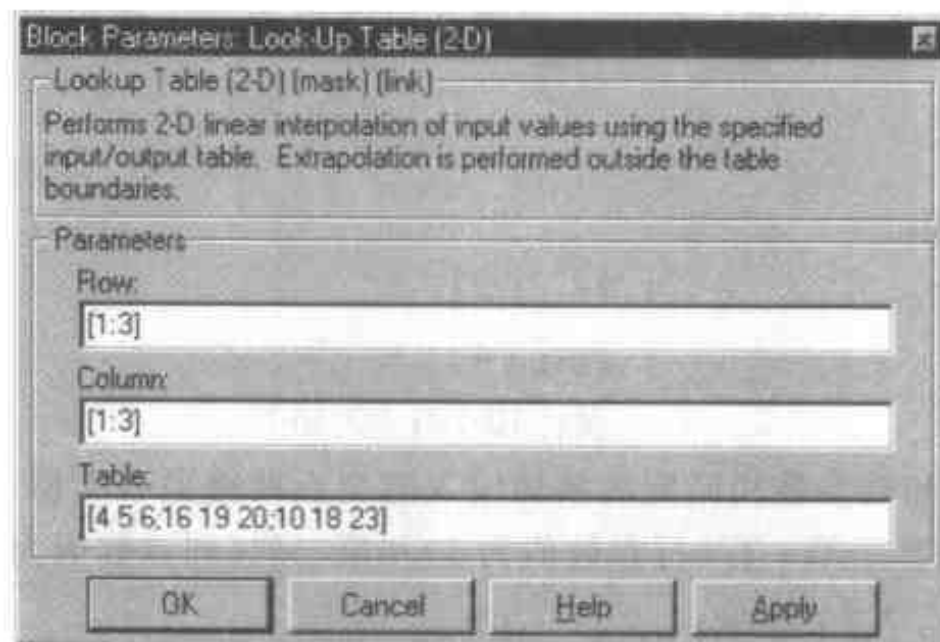 Block Parameters: Look-Up Table (2-D)
Lookup Table (2-D) (mask) (link)
Performs 2-D linear interpolation of input values using the specified
input/output table. Extrapolation is performed outside the table
boundaries.
Parameters
Row:
[1:3]
Column:
[1:3]
Table:
[4 5 6;16 19 20;10 18 23]
OK
Cancel
Help
Apply